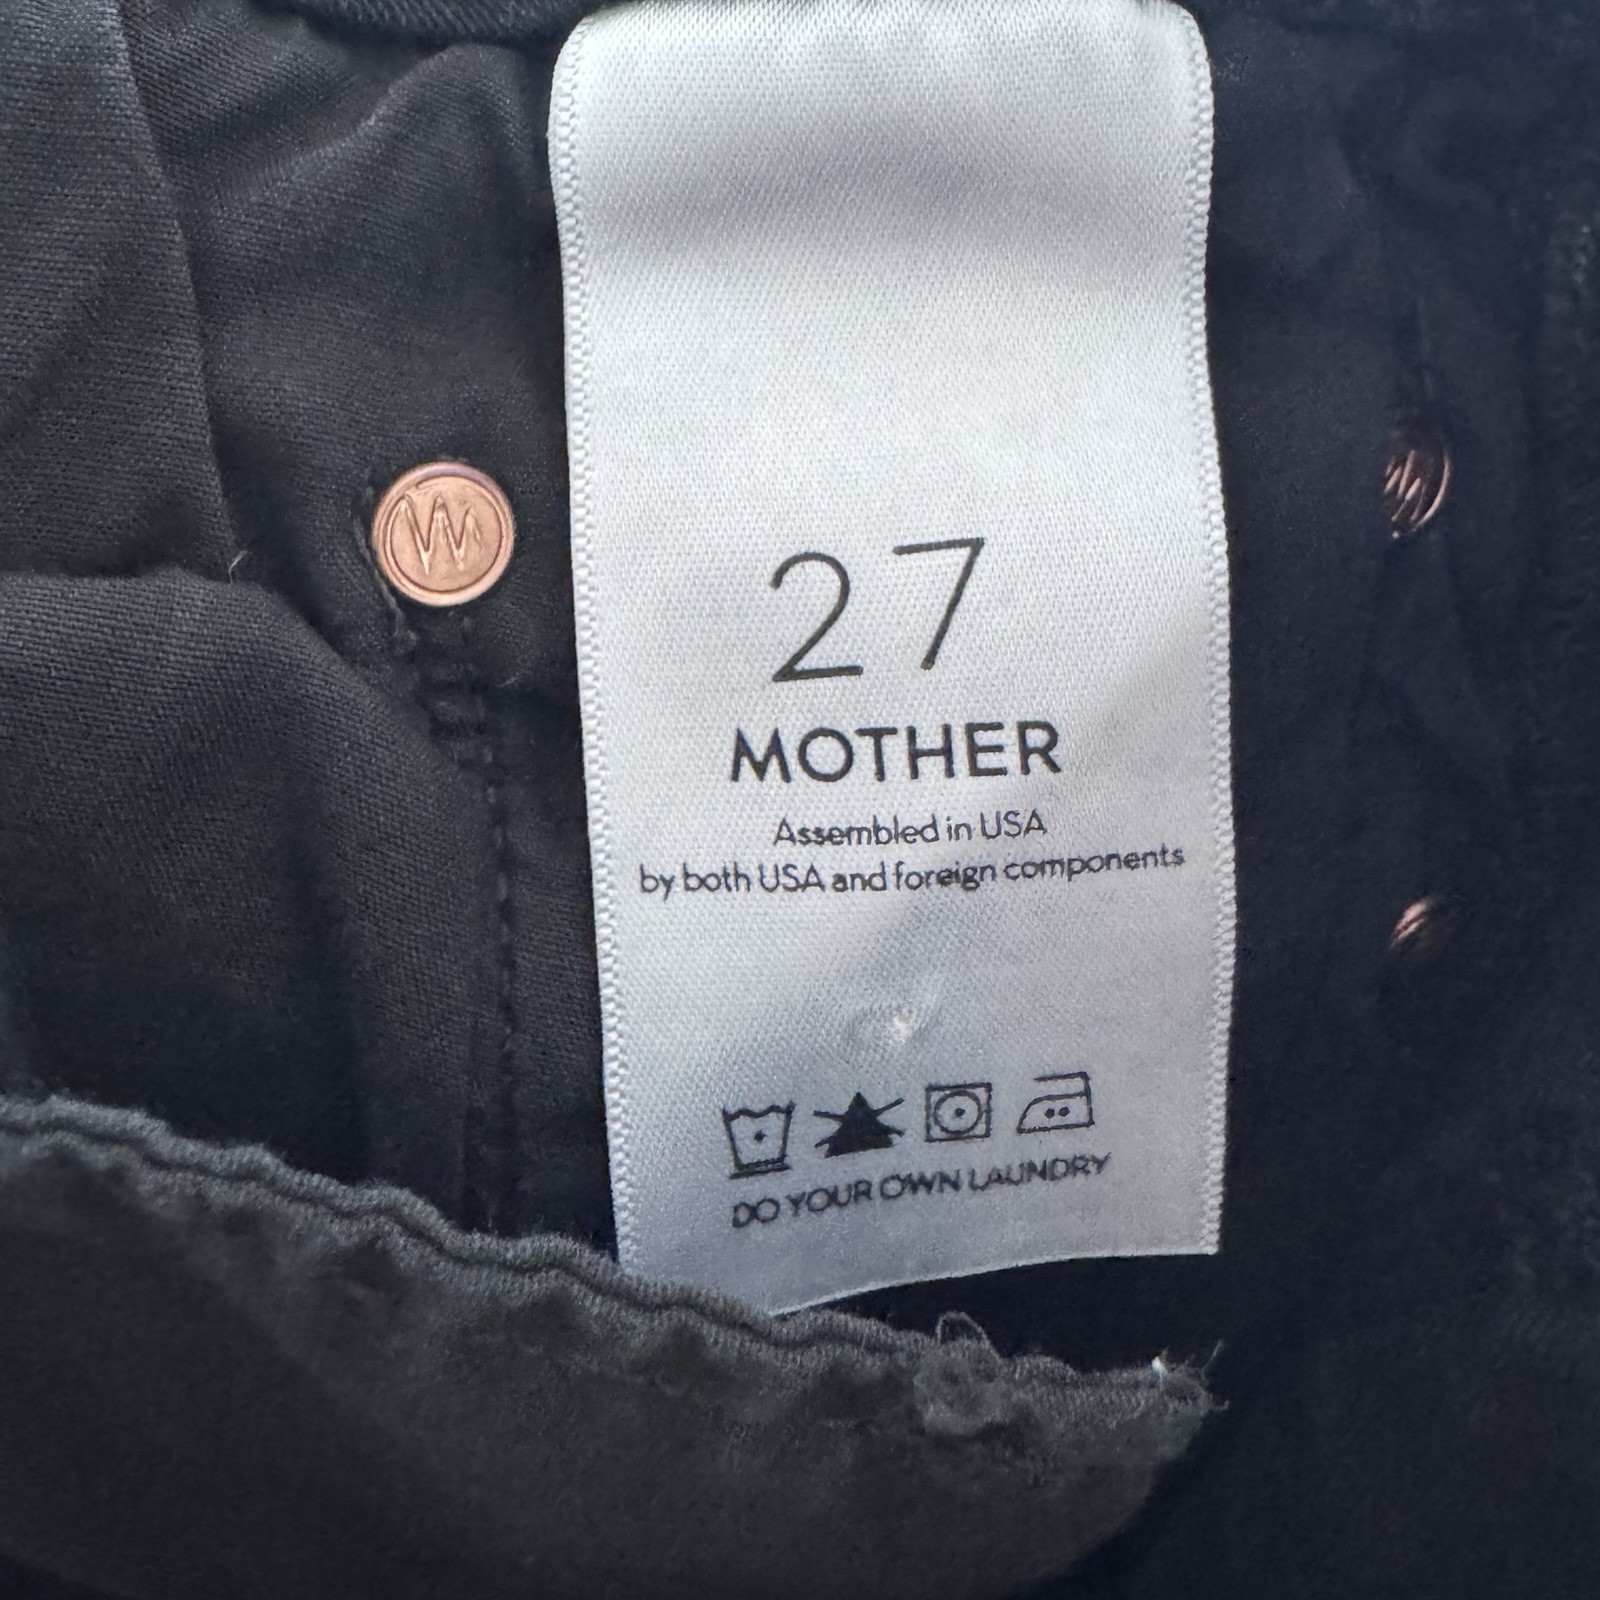 27
MOTHER
Assembled in USA
by both USA and foreign components
DO YOUR OWN LAUNDRY